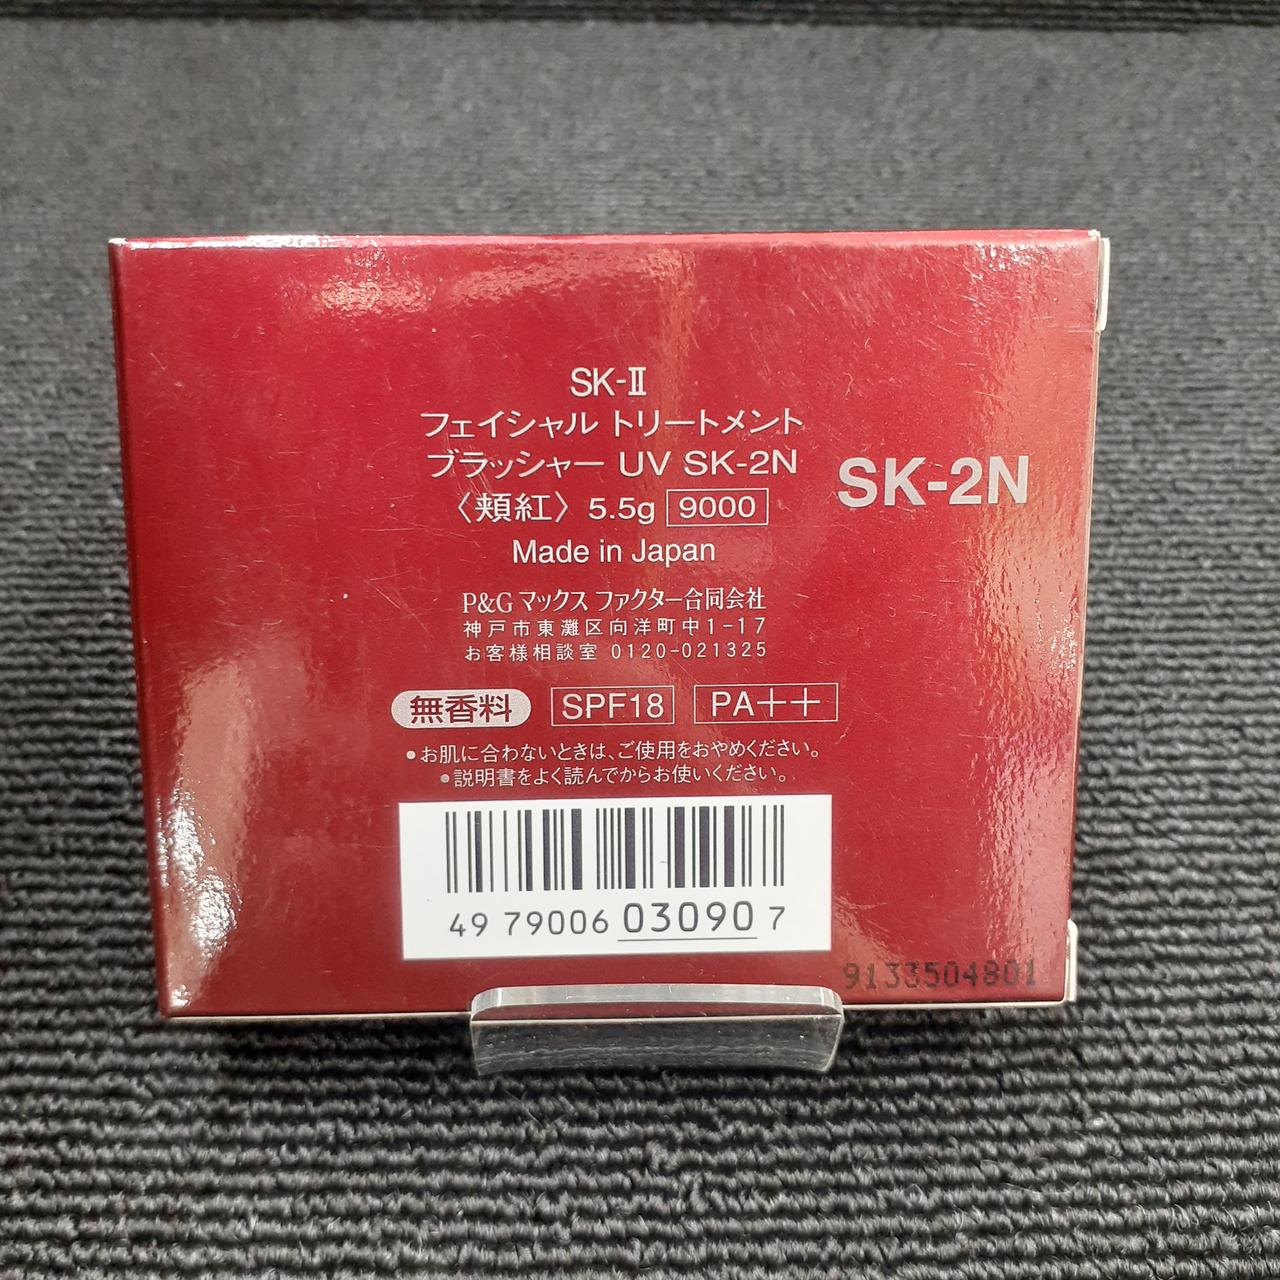 SK-Ⅱ
フェイシャル トリートメント
ブラッシャー UV SK-2N
〈頬紅〉 5.5g 9000
SK-2N
Made in Japan
P&G マックス ファクター合同会社
神戸市東灘区向洋町中1-17
お客様相談室 0120-021325
無香料 SPF18 PA++
●お肌に合わないときは、ご使用をおやめください。
●説明書をよく読んでからお使いください。
49 79006 03090 7
9133504801